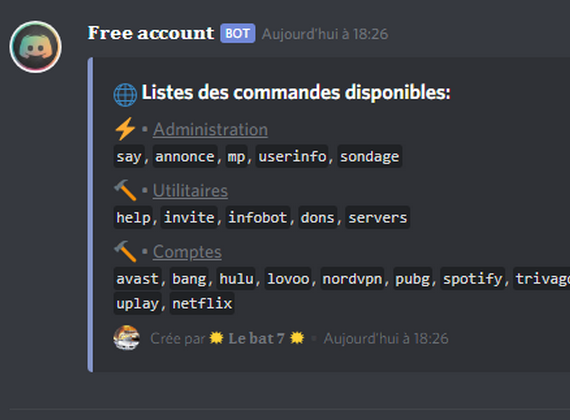 Free account BOT Aujourd'hui à 18:26
Listes des commandes disponibles:
• Administration
say, annonce, mp, userinfo, sondage
• Utilitaires
help, invite, infobot, dons, servers
• Comptes
avast, bang, hulu, lovoo, nordvpn, pubg, spotify, trivago
uplay, netflix
Crée par Le bat 7 • Aujourd'hui à 18:26